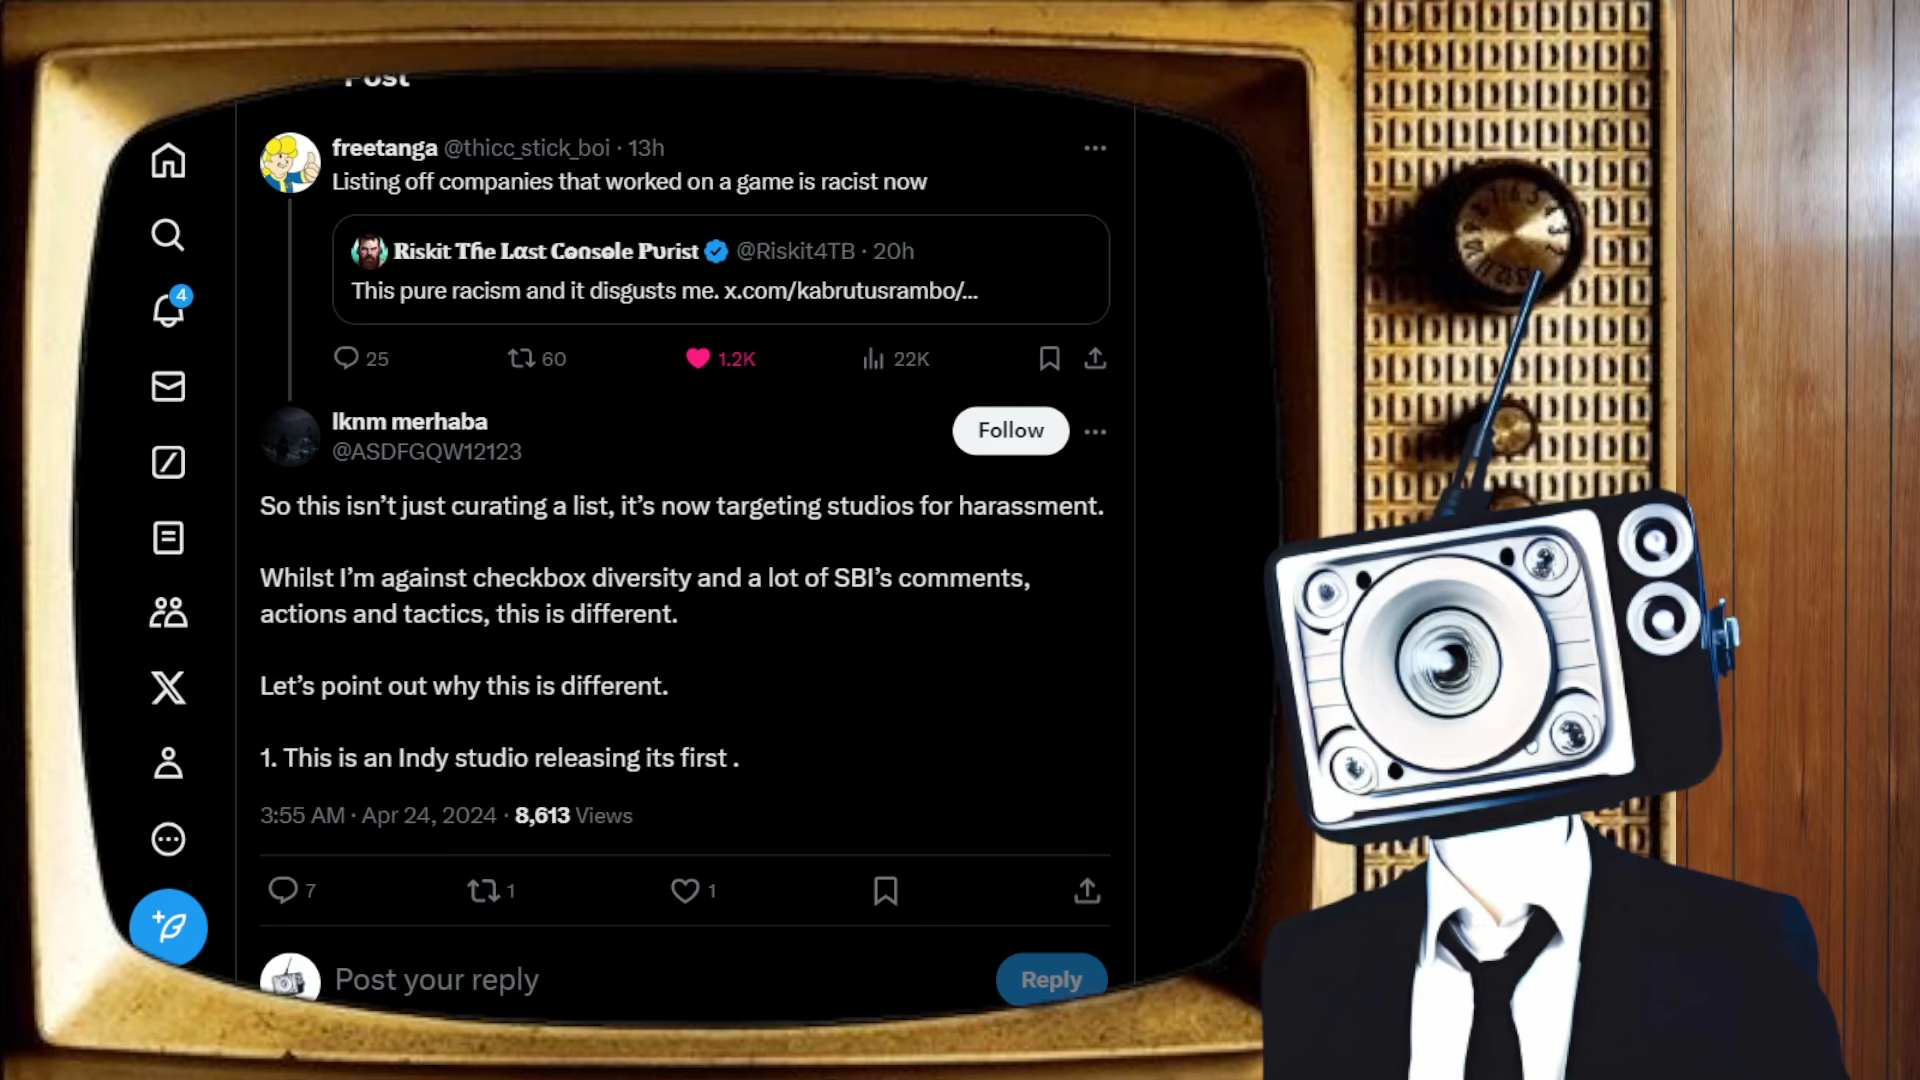 Post
freetanga @thicc_stick_boi · 13h
Listing off companies that worked on a game is racist now
Riskit The Last Console Purist @Riskit4TB · 20h
This pure racism and it disgusts me. x.com/kabrutusrambo/...
25 60 1.2K 22K
4
lknm merhaba
@ASDFGQW12123
Follow
So this isn't just curating a list, it's now targeting studios for harassment.
Whilst I'm against checkbox diversity and a lot of SBI's comments,
actions and tactics, this is different.
Let's point out why this is different.
1. This is an Indy studio releasing its first .
3:55 AM · Apr 24, 2024 · 8,613 Views
7 1 1
Post your reply
Reply